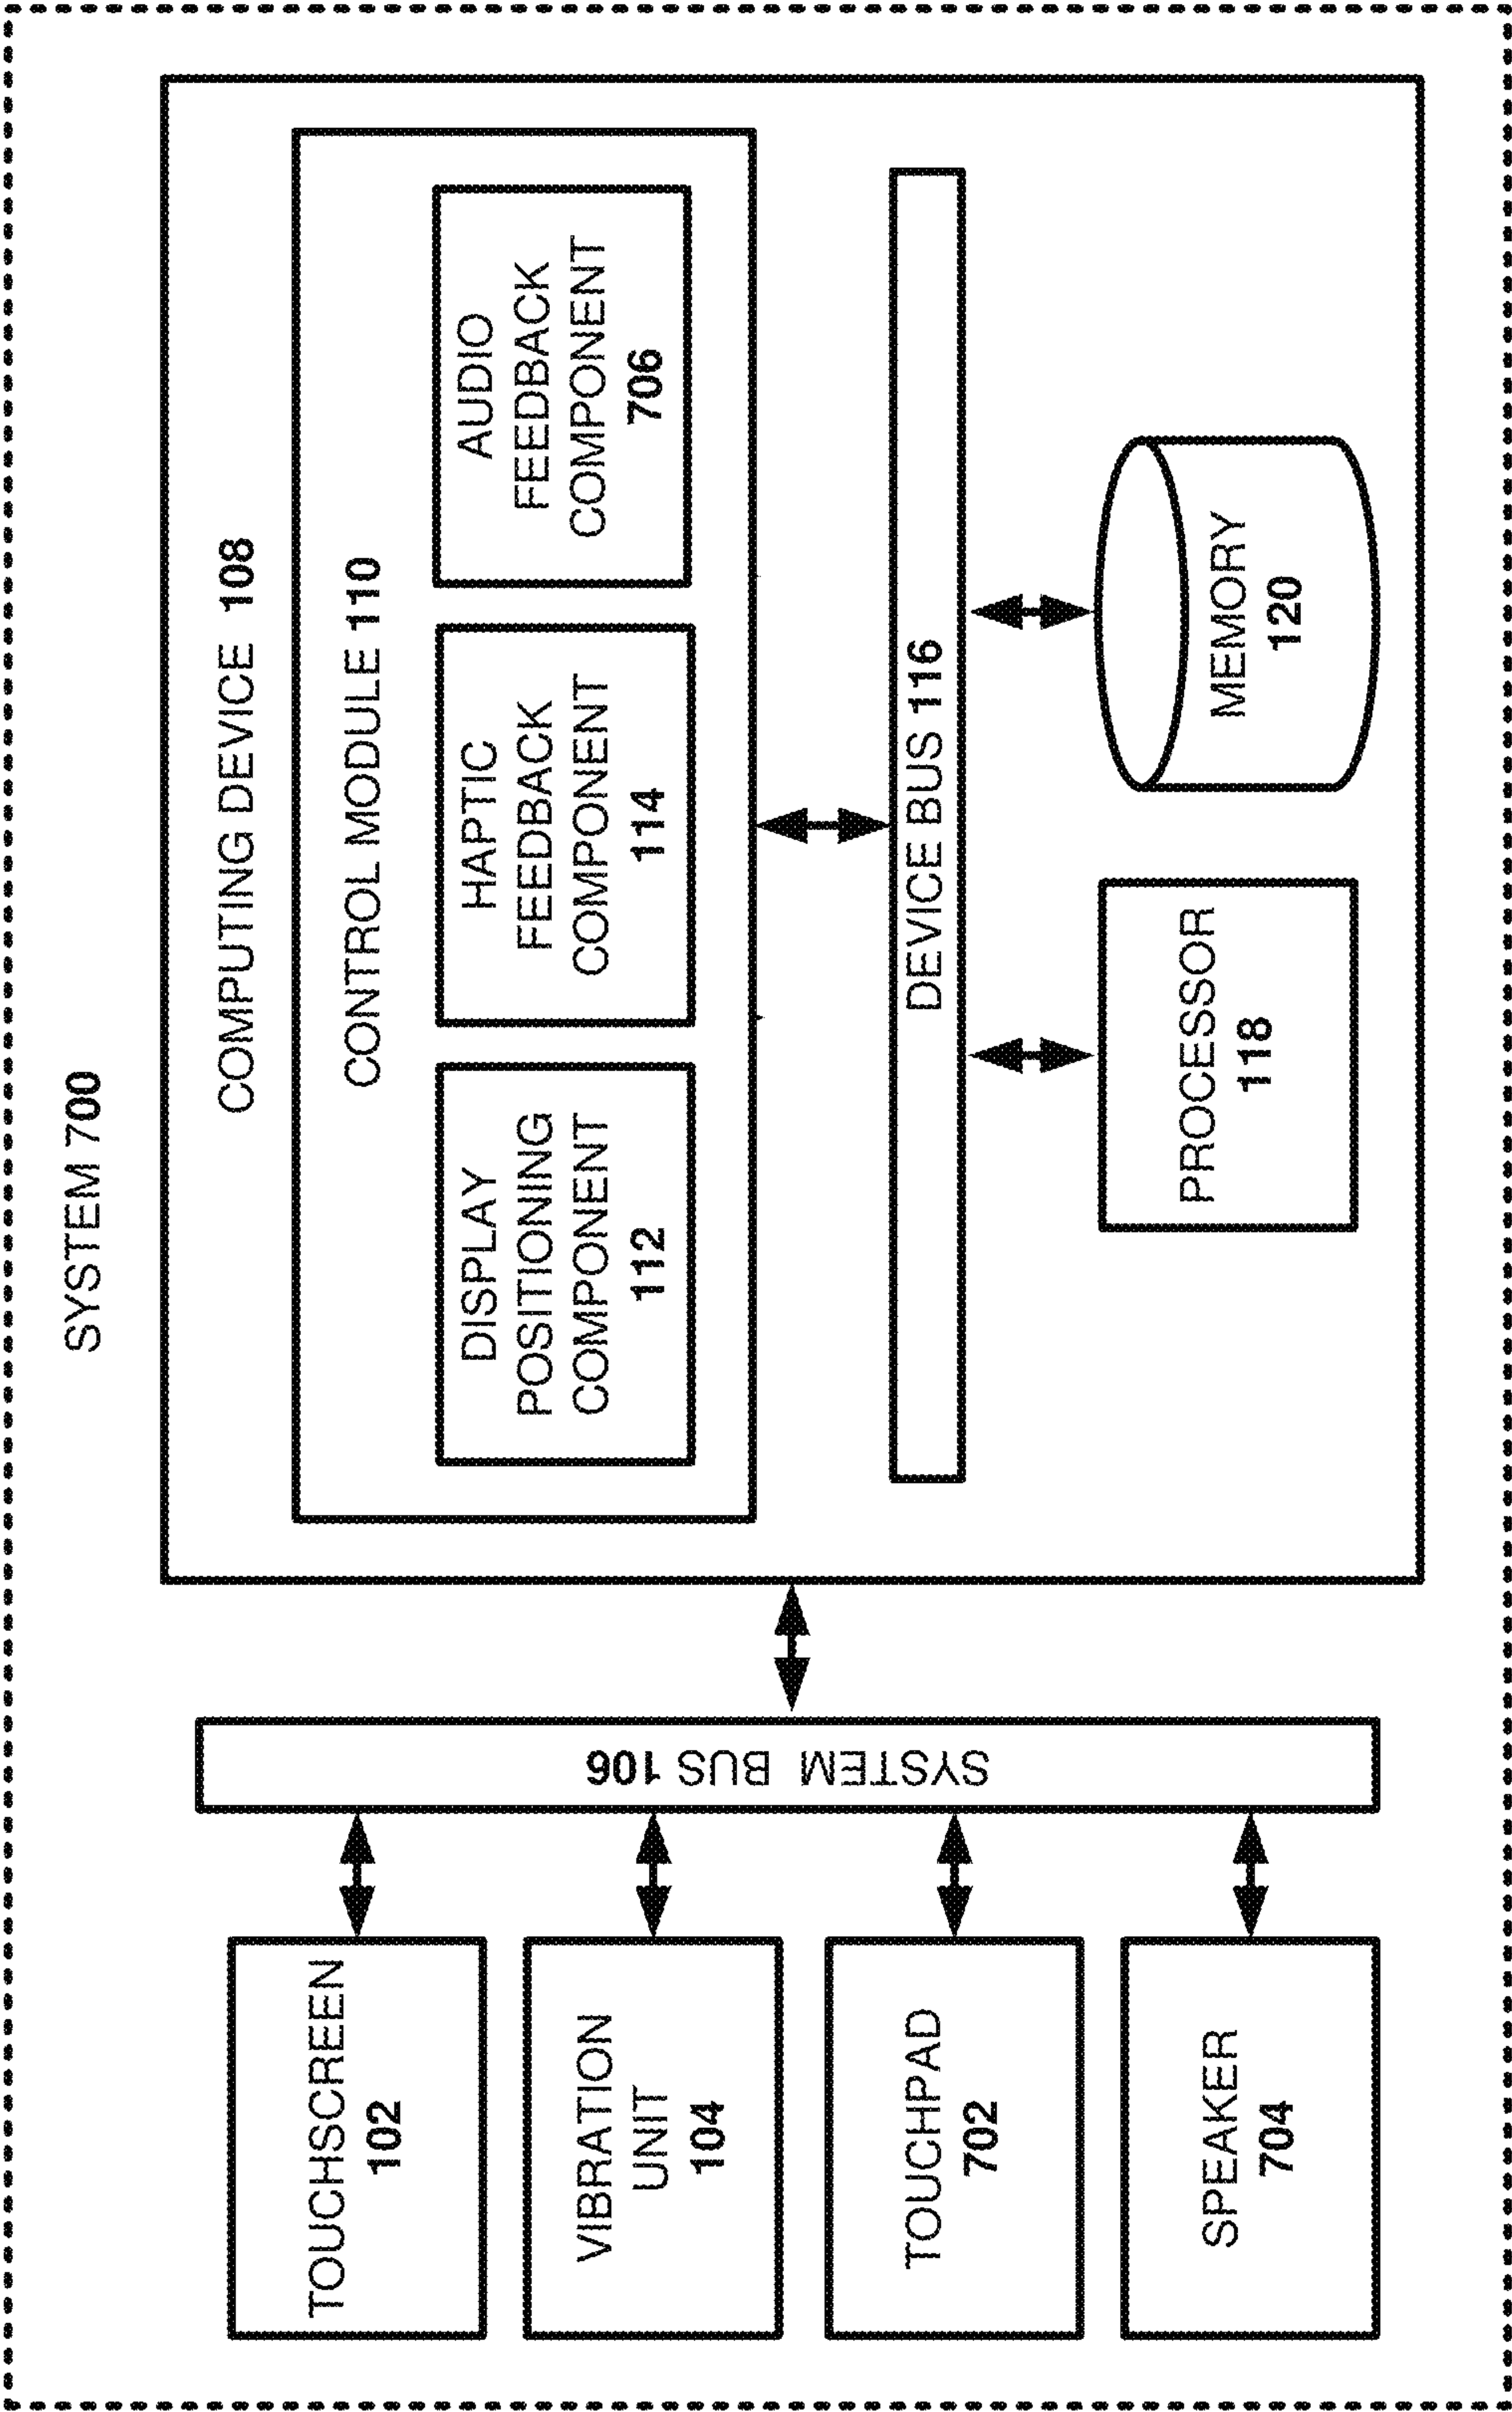 SYSTEM 700
TOUCHSCREEN
102
VIBRATION
UNIT
104
TOUCHPAD
702
SPEAKER
704
SYSTEM BUS 106
COMPUTING DEVICE 108
CONTROL MODULE 110
DISPLAY
POSITIONING
COMPONENT
112
HAPTIC
FEEDBACK
COMPONENT
114
AUDIO
FEEDBACK
COMPONENT
706
DEVICE BUS 116
PROCESSOR
118
MEMORY
120